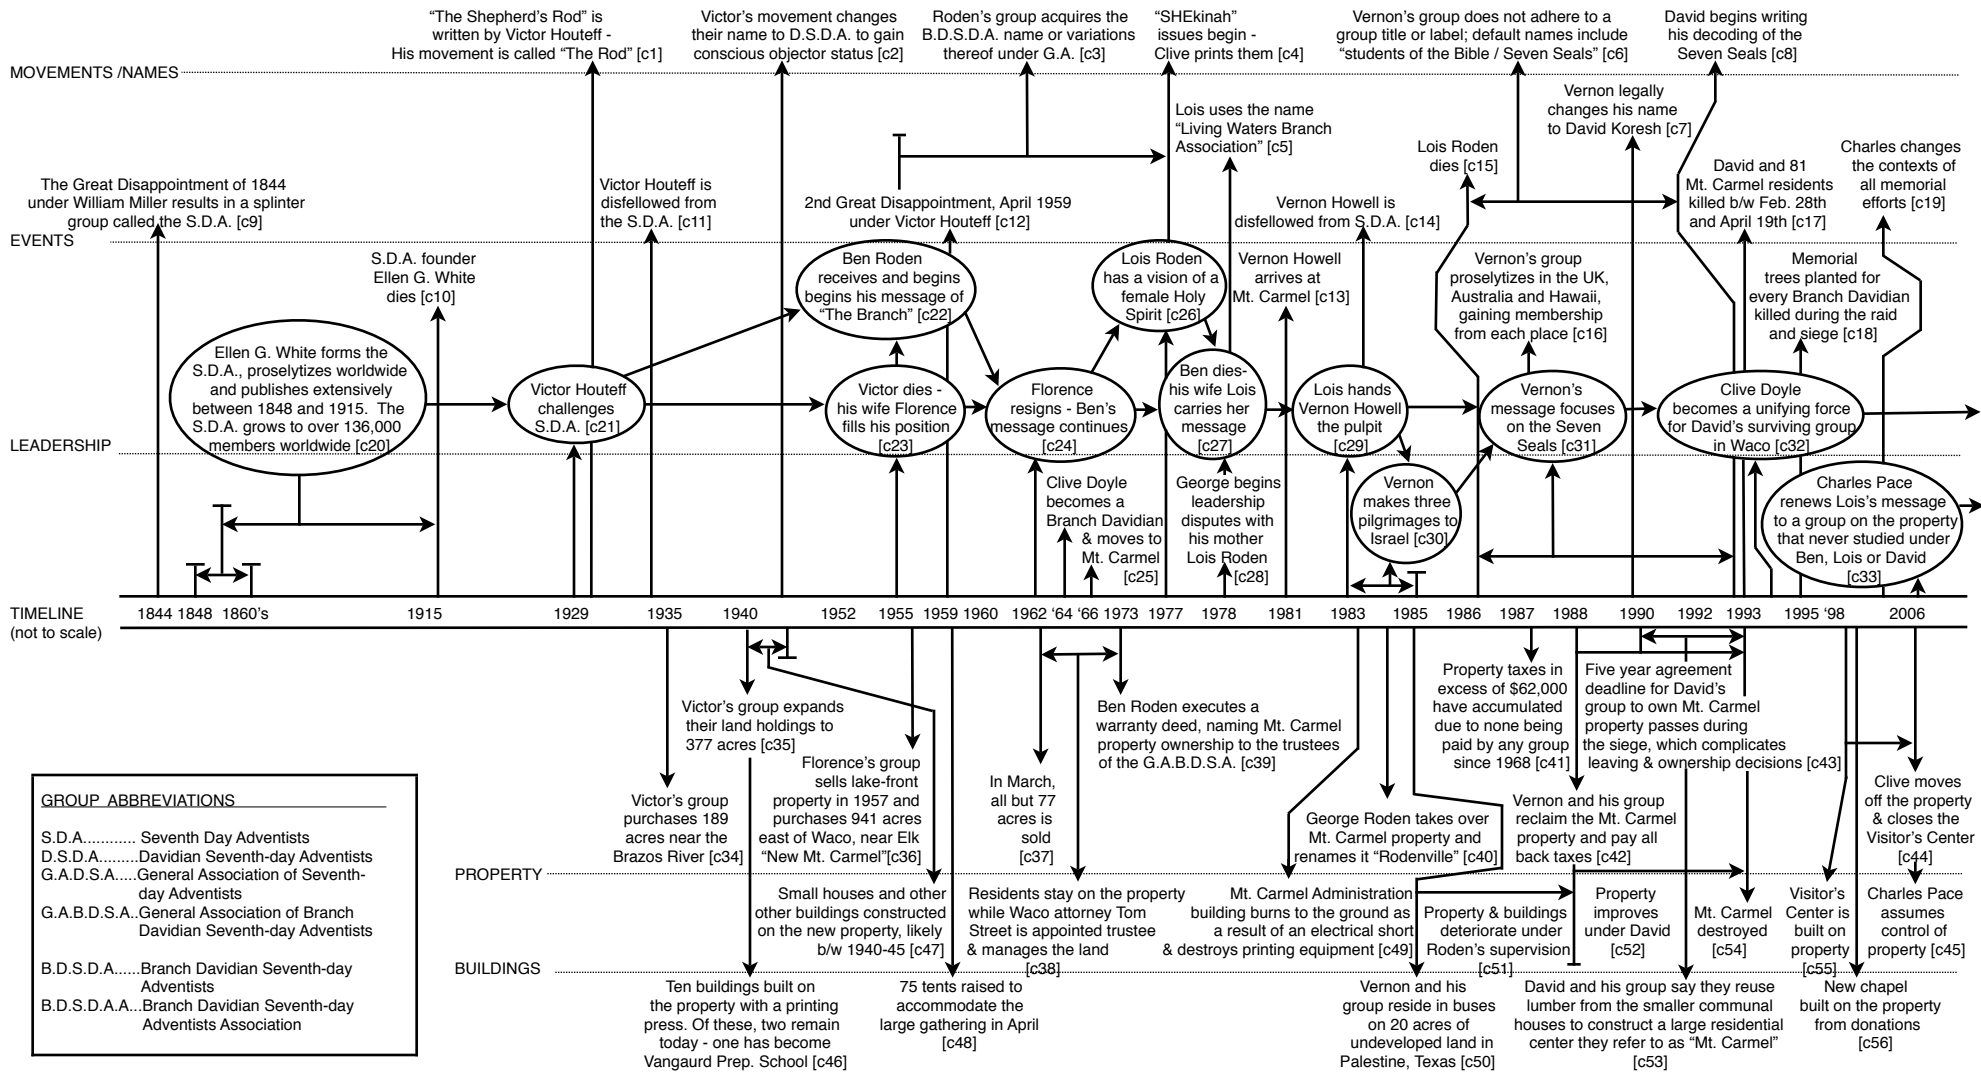 “The Shepherd’s Rod” is
written by Victor Houteff -
His movement is called “The Rod” [c1]
Victor’s movement changes
their name to D.S.D.A. to gain
conscious objector status [c2]
Roden’s group acquires the
B.D.S.D.A. name or variations
thereof under G.A. [c3]
“SHEkinah”
issues begin -
Clive prints them [c4]
Vernon’s group does not adhere to a
group title or label; default names include
“students of the Bible / Seven Seals” [c6]
David begins writing
his decoding of the
Seven Seals [c8]
MOVEMENTS /NAMES
Lois uses the name
“Living Waters Branch
Association” [c5]
Vernon legally
changes his name
to David Koresh [c7]
The Great Disappointment of 1844
under William Miller results in a splinter
group called the S.D.A. [c9]
S.D.A. founder
Ellen G. White
dies [c10]
Victor Houteff is
disfellowed from
the S.D.A. [c11]
2nd Great Disappointment, April 1959
under Victor Houteff [c12]
Vernon Howell
arrives at
Mt. Carmel [c13]
Vernon Howell is
disfellowed from S.D.A. [c14]
Lois Roden
dies [c15]
Vernon’s group
proselytizes in the UK,
Australia and Hawaii,
gaining membership
from each place [c16]
David and 81
Mt. Carmel residents
killed b/w Feb. 28th
and April 19th [c17]
Memorial
trees planted for
every Branch Davidian
killed during the raid
and siege [c18]
Charles changes
the contexts of
all memorial
efforts [c19]
EVENTS
Ellen G. White forms the
S.D.A., proselytizes worldwide
and publishes extensively
between 1848 and 1915. The
S.D.A. grows to over 136,000
members worldwide [c20]
Victor Houteff
challenges
S.D.A. [c21]
Ben Roden
receives and begins
begins his message of
“The Branch” [c22]
Victor dies -
his wife Florence
fills his position
[c23]
Florence
resigns - Ben’s
message continues
[c24]
Clive Doyle
becomes a
Branch Davidian
& moves to
Mt. Carmel
[c25]
Lois Roden
has a vision of a
female Holy
Spirit [c26]
Ben dies-
his wife Lois
carries her
message
[c27]
George begins
leadership
disputes with
his mother
Lois Roden
[c28]
Lois hands
Vernon Howell
the pulpit
[c29]
Vernon
makes three
pilgrimages to
Israel [c30]
Vernon’s
message focuses
on the Seven
Seals [c31]
Clive Doyle
becomes a unifying force
for David’s surviving group
in Waco [c32]
Charles Pace
renews Lois’s message
to a group on the property
that never studied under
Ben, Lois or David
[c33]
LEADERSHIP
TIMELINE
(not to scale)
1844 1848 1860’s 1915 1929 1935 1940 1952 1955 1959 1960 1962 ‘64 ‘66 1973 1977 1978 1981 1983 1985 1986 1987 1988 1990 1992 1993 1995 ‘98 2006
Victor’s group
purchases 189
acres near the
Brazos River [c34]
Victor’s group expands
their land holdings to
377 acres [c35]
Florence’s group
sells lake-front
property in 1957 and
purchases 941 acres
east of Waco, near Elk
“New Mt. Carmel”[c36]
In March,
all but 77
acres is
sold
[c37]
Residents stay on the property
while Waco attorney Tom
Street is appointed trustee
& manages the land
[c38]
Ben Roden executes a
warranty deed, naming Mt. Carmel
property ownership to the trustees
of the G.A.B.D.S.A. [c39]
George Roden takes over
Mt. Carmel property and
renames it “Rodenville” [c40]
Property taxes in
excess of $62,000
have accumulated
due to none being
paid by any group
since 1968 [c41]
Vernon and his group
reclaim the Mt. Carmel
property and pay all
back taxes [c42]
Five year agreement
deadline for David’s
group to own Mt. Carmel
property passes during
the siege, which complicates
leaving & ownership decisions [c43]
Clive moves
off the property
& closes the
Visitor’s Center
[c44]
Charles Pace
assumes
control of
property [c45]
PROPERTY
Ten buildings built on
the property with a printing
press. Of these, two remain
today - one has become
Vangaurd Prep. School [c46]
Small houses and other
other buildings constructed
on the new property, likely
b/w 1940-45 [c47]
75 tents raised to
accommodate the
large gathering in April
[c48]
Mt. Carmel Administration
building burns to the ground as
a result of an electrical short
& destroys printing equipment [c49]
Vernon and his
group reside in buses
on 20 acres of
undeveloped land in
Palestine, Texas [c50]
Property & buildings
deteriorate under
Roden’s supervision
[c51]
Property
improves
under David
[c52]
David and his group say they reuse
lumber from the smaller communal
houses to construct a large residential
center they refer to as “Mt. Carmel”
[c53]
Mt. Carmel
destroyed
[c54]
Visitor’s
Center is
built on
property
[c55]
New chapel
built on the property
from donations
[c56]
BUILDINGS
GROUP ABBREVIATIONS
S.D.A............ Seventh Day Adventists
D.S.D.A.........Davidian Seventh-day Adventists
G.A.D.S.A.....General Association of Seventh-
day Adventists
G.A.B.D.S.A..General Association of Branch
Davidian Seventh-day Adventists
B.D.S.D.A......Branch Davidian Seventh-day
Adventists
B.D.S.D.A.A...Branch Davidian Seventh-day
Adventists Association